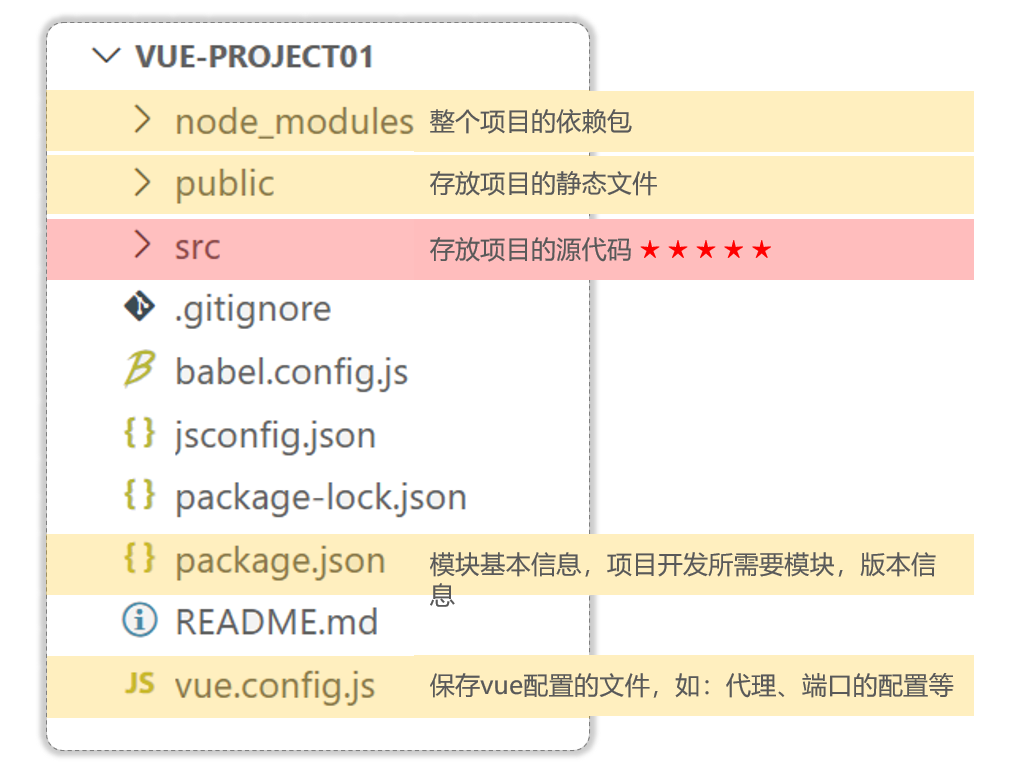 VUE-PROJECT01
node_modules 整个项目的依赖包
public 存放项目的静态文件
src 存放项目的源代码 ★ ★ ★ ★ ★
.gitignore
babel.config.js
jsconfig.json
package-lock.json
package.json 模块基本信息，项目开发所需要模块，版本信
息
README.md
JS vue.config.js 保存vue配置的文件，如：代理、端口的配置等